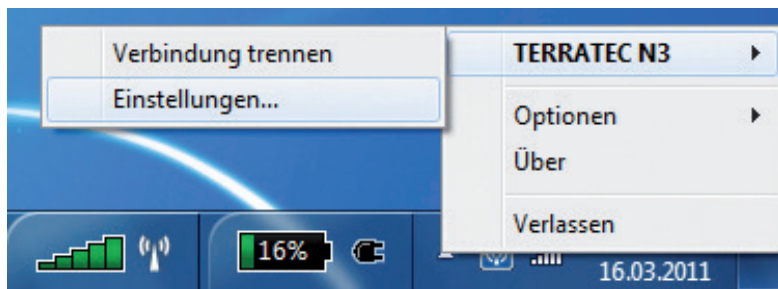 Verbindung trennen
Einstellungen...
TERRATEC N3
Optionen
Über
Verlassen
16%
16.03.2011